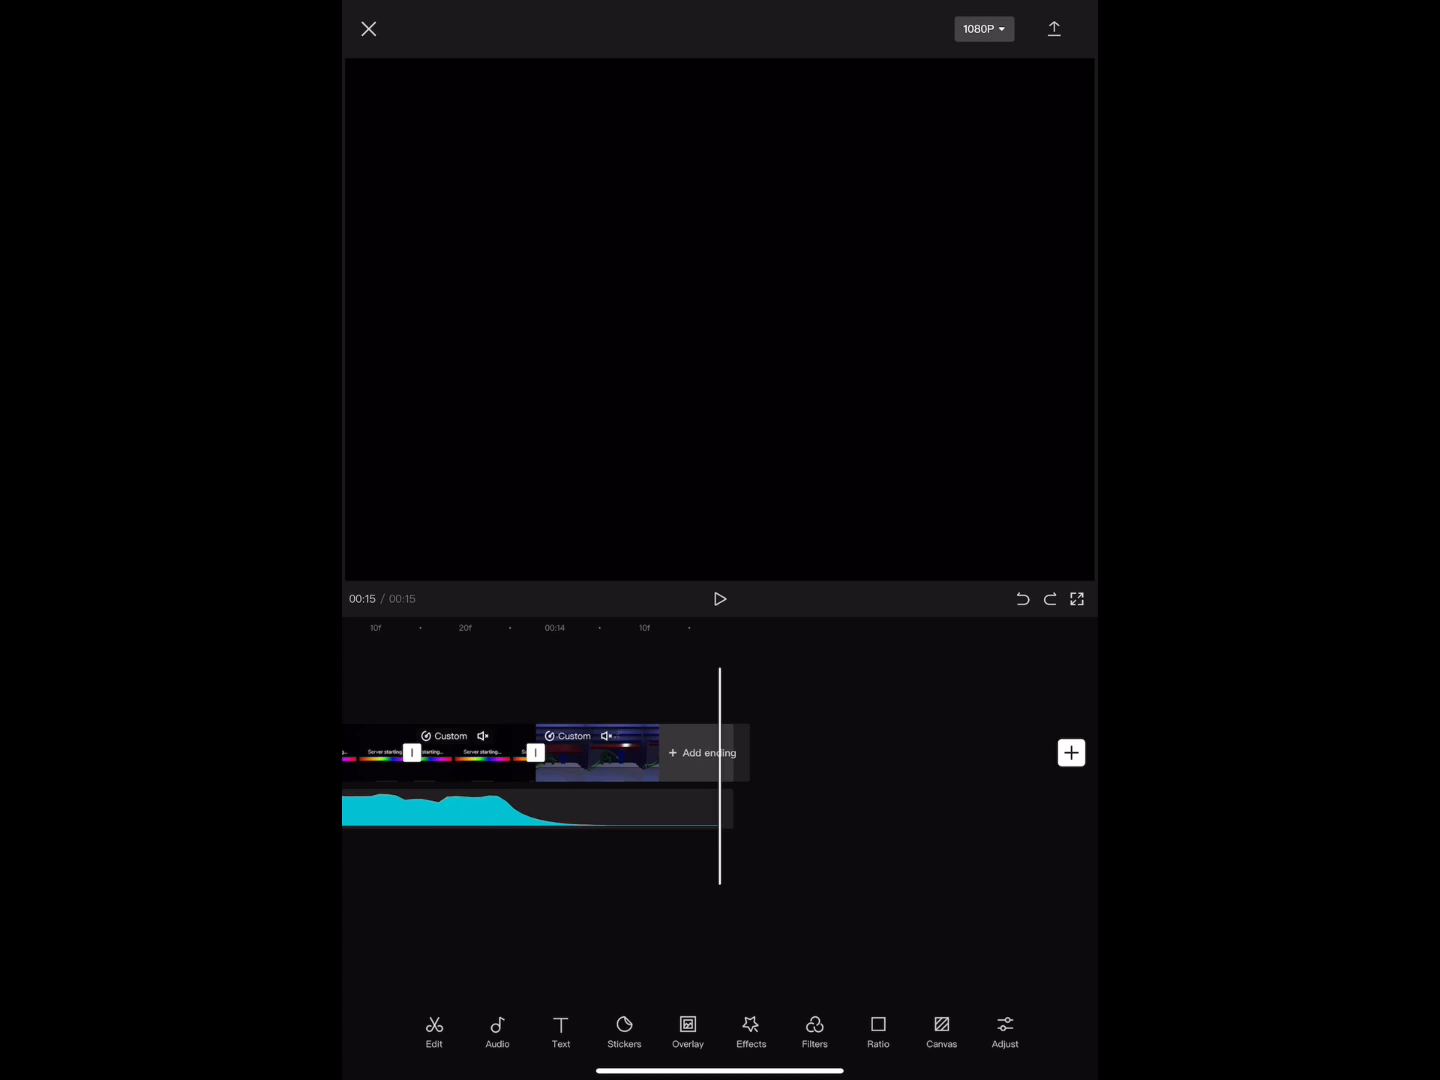 1080P
00:15 / 00:15
10f 20f 00:14 10f
Custom Custom
Server starting... starting... Server starting...
+ Add ending
Edit Audio Text Stickers Overlay Effects Filters Ratio Canvas Adjust